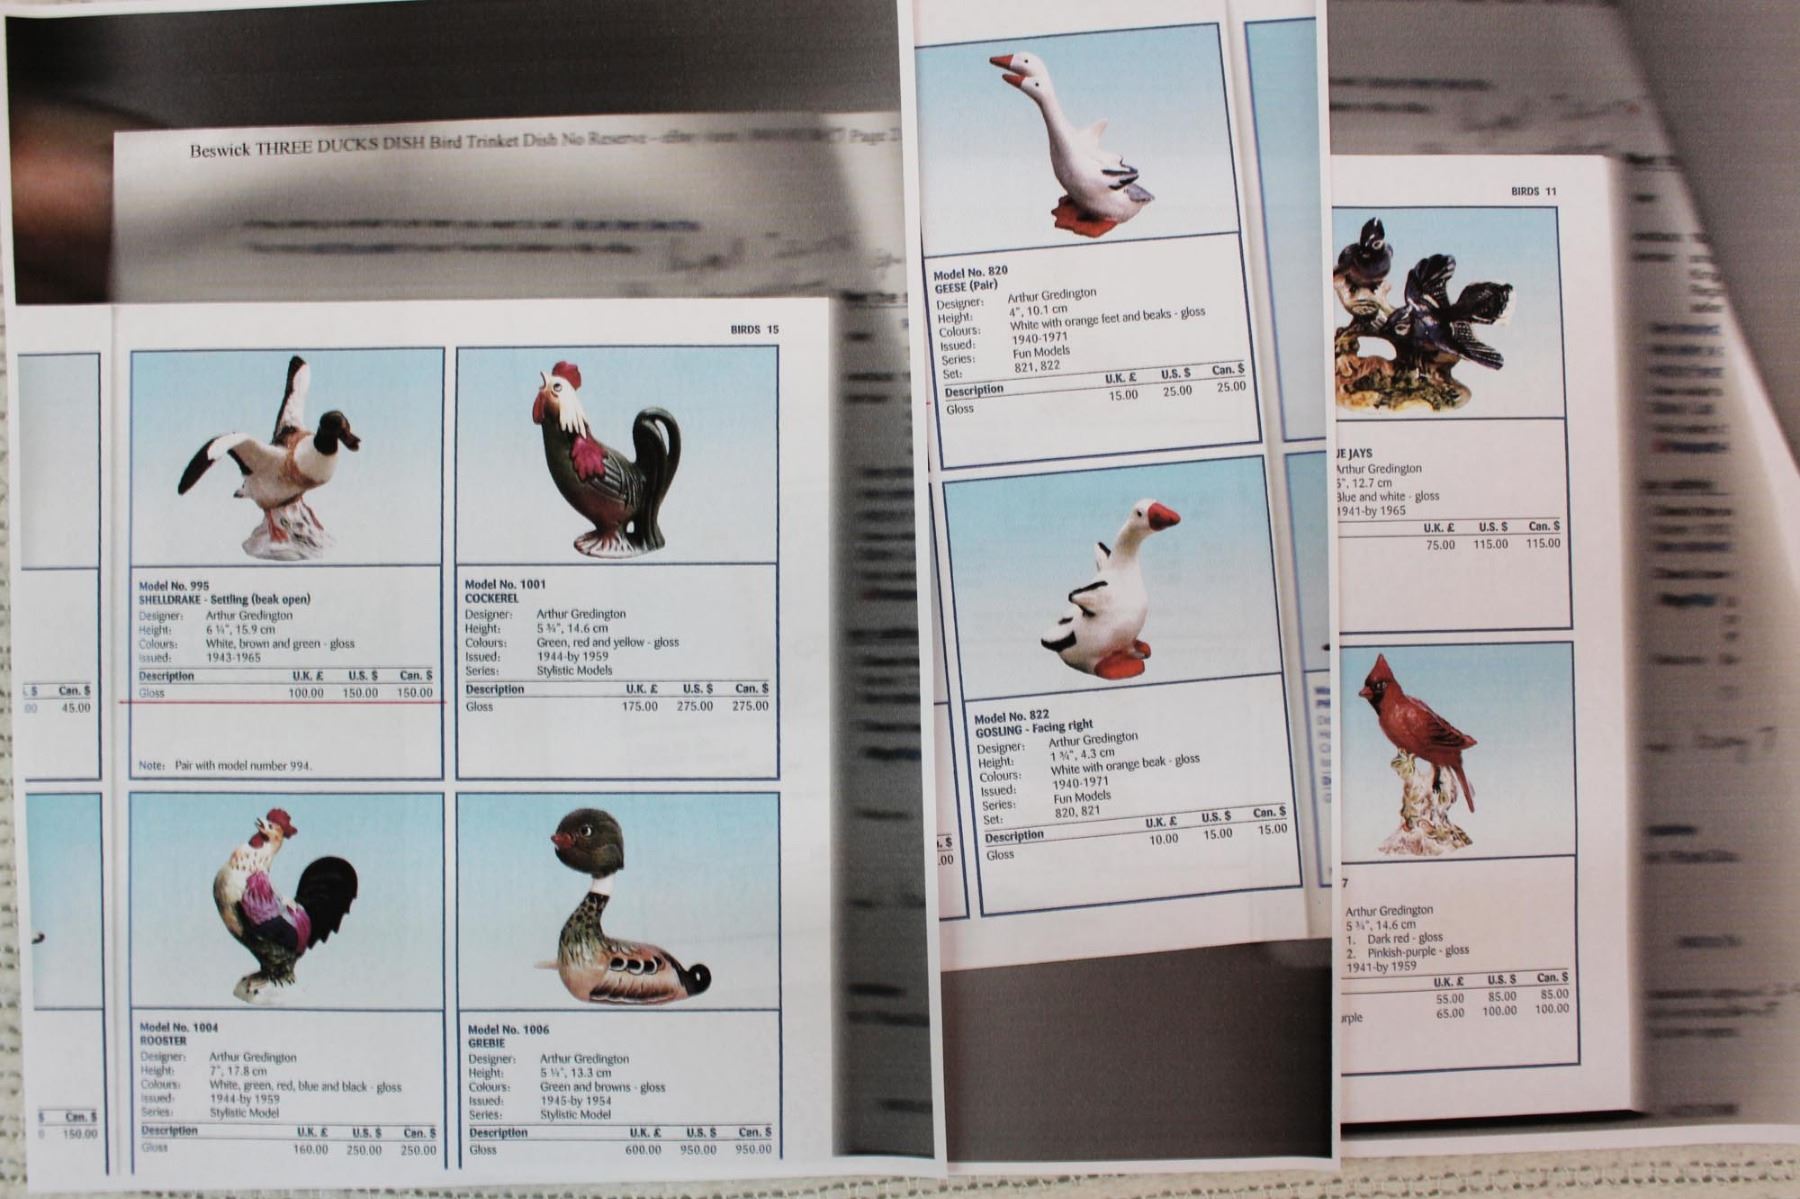 Beswick THREE DUCKS DISH Bird Trinket Dish No Reserve
Page
BIRDS 15
Model No. 995
SHELLDRAKE - Settling (beak open)
Designer: Arthur Gredington
Height: 6 ¼", 15.9 cm
Colours: White, brown and green - gloss
Issued: 1943-1965
Description U.K. £ U.S. $ Can. $
Gloss 100.00 150.00 150.00
Note: Pair with model number 994.
Model No. 1001
COCKEREL
Designer: Arthur Gredington
Height: 5 ¾", 14.6 cm
Colours: Green, red and yellow - gloss
Issued: 1944-by 1959
Series: Stylistic Models
Description U.K. £ U.S. $ Can. $
Gloss 175.00 275.00 275.00
$ Can. $
00 45.00
Model No. 1004
ROOSTER
Designer: Arthur Gredington
Height: 7", 17.8 cm
Colours: White, green, red, blue and black - gloss
Issued: 1944-by 1959
Series: Stylistic Model
Description U.K. £ U.S. $ Can. $
Gloss 160.00 250.00 250.00
Model No. 1006
GREBIE
Designer: Arthur Gredington
Height: 5 ¼", 13.3 cm
Colours: Green and browns - gloss
Issued: 1945-by 1954
Series: Stylistic Model
Description U.K. £ U.S. $ Can. $
Gloss 600.00 950.00 950.00
$ Can. $
0 150.00
Model No. 820
GEESE (Pair)
Designer: Arthur Gredington
Height: 4", 10.1 cm
Colours: White with orange feet and beaks - gloss
Issued: 1940-1971
Series: Fun Models
Set: 821, 822
Description U.K. £ U.S. $ Can. $
Gloss 15.00 25.00 25.00
Model No. 822
GOSLING - Facing right
Designer: Arthur Gredington
Height: 1 ¾", 4.3 cm
Colours: White with orange beak - gloss
Issued: 1940-1971
Series: Fun Models
Set: 820, 821
Description U.K. £ U.S. $ Can. $
Gloss 10.00 15.00 15.00
. $
.00
BIRDS 11
JE JAYS
Arthur Gredington
5", 12.7 cm
Blue and white - gloss
1941-by 1965
U.K. £ U.S. $ Can. $
75.00 115.00 115.00
7
Arthur Gredington
5 ¾", 14.6 cm
1. Dark red - gloss
2. Pinkish-purple - gloss
1941-by 1959
U.K. £ U.S. $ Can. $
55.00 85.00 85.00
urple 65.00 100.00 100.00